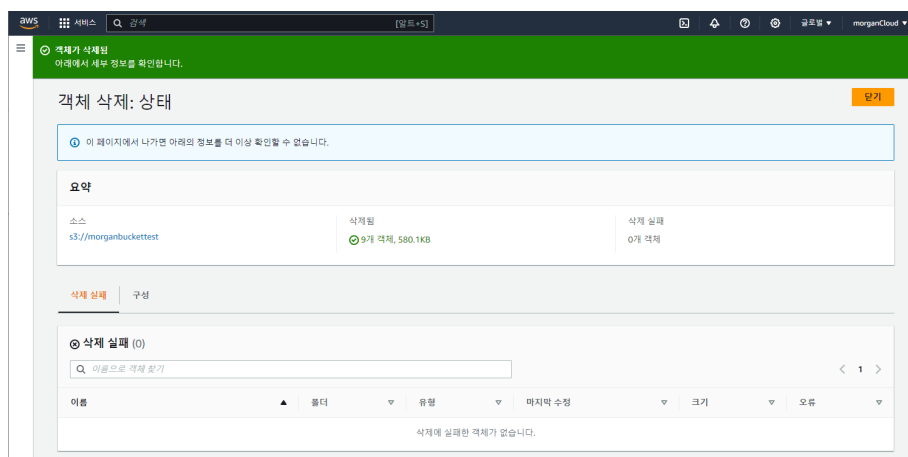 aws 서비스 검색 [알트+S] 글로벌 morganCloud
객체가 삭제됨
아래에서 세부 정보를 확인합니다.
객체 삭제: 상태 닫기
이 페이지에서 나가면 아래의 정보를 더 이상 확인할 수 없습니다.
요약
소스 삭제됨 삭제 실패
s3://morganbuckettest 9개 객체, 580.1KB 0개 객체
삭제 실패 구성
삭제 실패 (0)
이름으로 객체 찾기 1
이름 폴더 유형 마지막 수정 크기 오류
삭제에 실패한 객체가 없습니다.